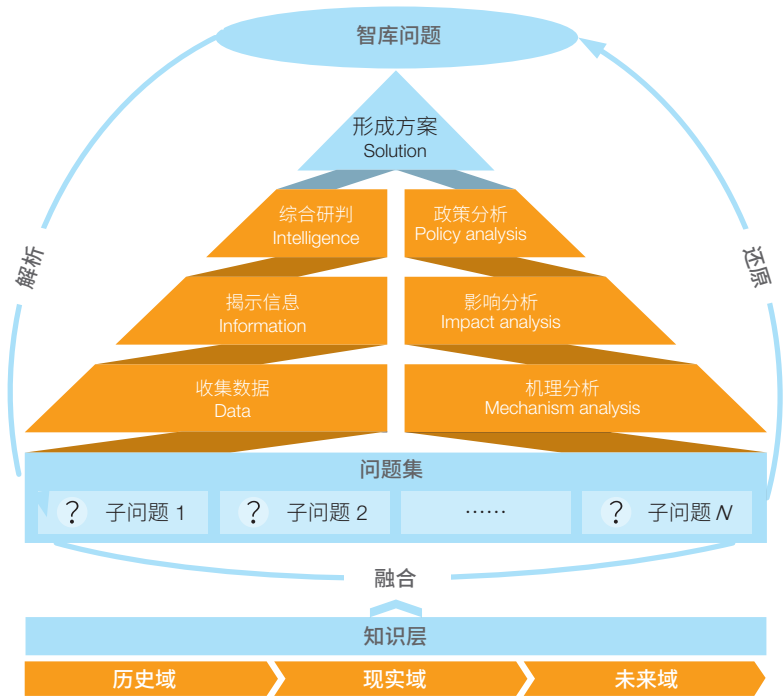 智库问题
形成方案
Solution
综合研判
Intelligence
政策分析
Policy analysis
揭示信息
Information
影响分析
Impact analysis
收集数据
Data
机理分析
Mechanism analysis
解析
还原
问题集
? 子问题 1
? 子问题 2
……
? 子问题 N
融合
知识层
历史域
现实域
未来域